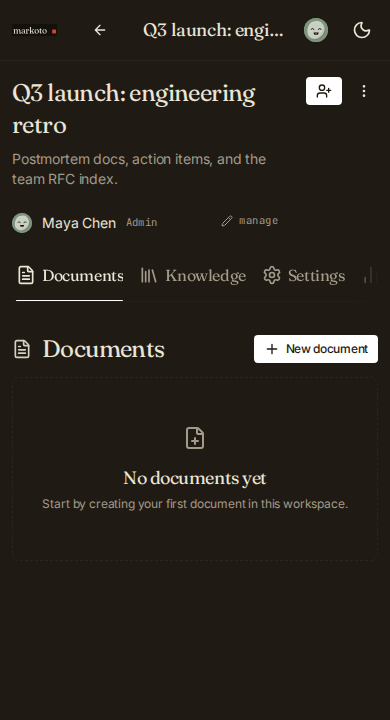 markoto
Q3 launch: engi...
Q3 launch: engineering
retro
Postmortem docs, action items, and the
team RFC index.
Maya Chen Admin manage
Documents Knowledge Settings
Documents New document
No documents yet
Start by creating your first document in this workspace.